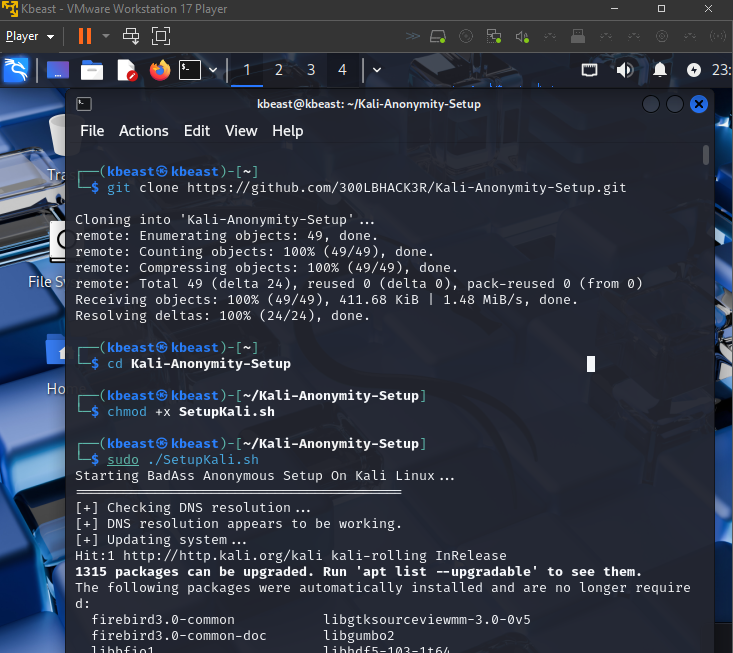 Kbeast - VMware Workstation 17 Player
Player
1 2 3 4
23:
kbeast@kbeast: ~/Kali-Anonymity-Setup
File Actions Edit View Help
Tra
File Sy
Hom
┌──(kbeast㉿kbeast)-[~]
└─$ git clone https://github.com/300LBHACK3R/Kali-Anonymity-Setup.git
Cloning into 'Kali-Anonymity-Setup'...
remote: Enumerating objects: 49, done.
remote: Counting objects: 100% (49/49), done.
remote: Compressing objects: 100% (49/49), done.
remote: Total 49 (delta 24), reused 0 (delta 0), pack-reused 0 (from 0)
Receiving objects: 100% (49/49), 411.68 KiB | 1.48 MiB/s, done.
Resolving deltas: 100% (24/24), done.
┌──(kbeast㉿kbeast)-[~]
└─$ cd Kali-Anonymity-Setup
┌──(kbeast㉿kbeast)-[~/Kali-Anonymity-Setup]
└─$ chmod +x SetupKali.sh
┌──(kbeast㉿kbeast)-[~/Kali-Anonymity-Setup]
└─$ sudo ./SetupKali.sh
Starting BadAss Anonymous Setup On Kali Linux...
=========================================
[+] Checking DNS resolution...
[+] DNS resolution appears to be working.
[+] Updating system...
Hit:1 http://http.kali.org/kali kali-rolling InRelease
1315 packages can be upgraded. Run 'apt list --upgradable' to see them.
The following packages were automatically installed and are no longer require
d:
firebird3.0-common libgtksourceviewmm-3.0-0v5
firebird3.0-common-doc libgumbo2
libbfio1 libhdf5-103-1t64